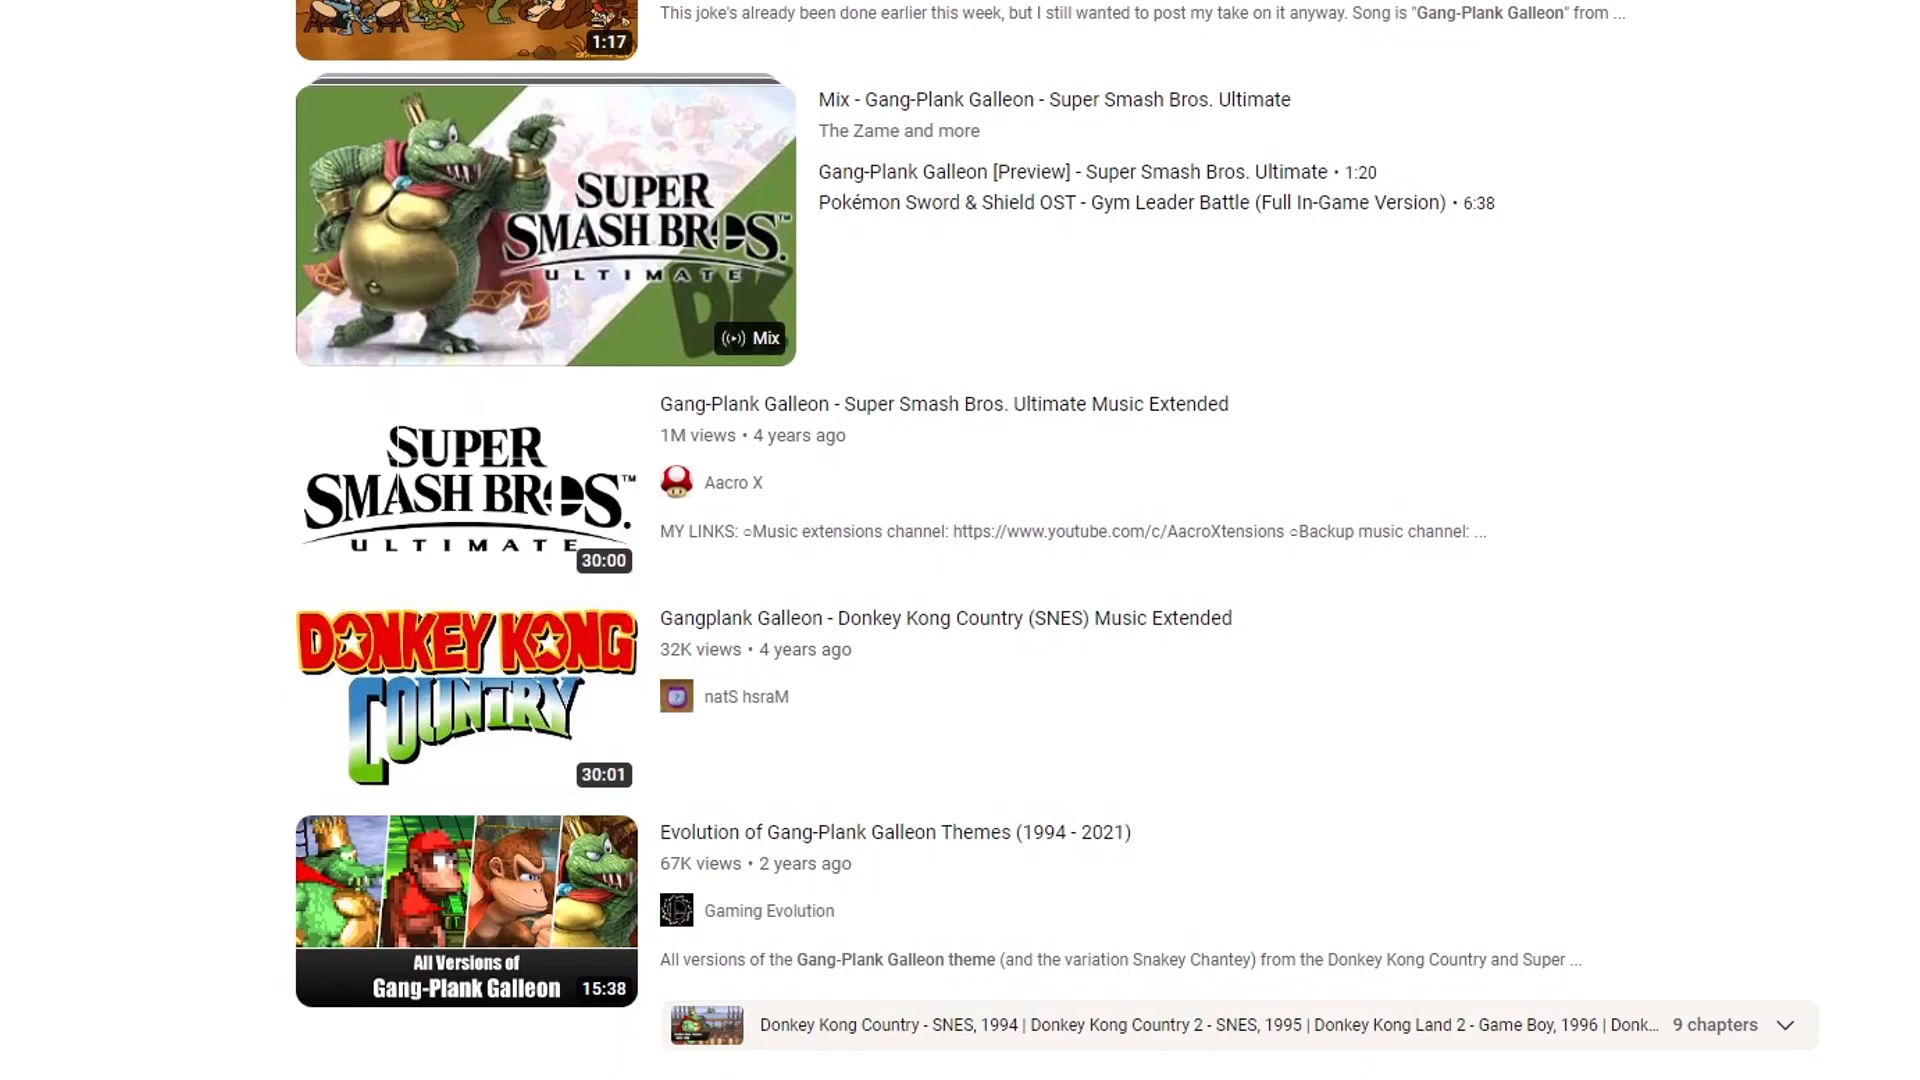 This joke's already been done earlier this week, but I still wanted to post my take on it anyway. Song is "Gang-Plank Galleon" from ...
1:17
SUPER
SMASH BROS.™
ULTIMATE
DK
Mix
Mix - Gang-Plank Galleon - Super Smash Bros. Ultimate
The Zame and more
Gang-Plank Galleon [Preview] - Super Smash Bros. Ultimate • 1:20
Pokémon Sword & Shield OST - Gym Leader Battle (Full In-Game Version) • 6:38
SUPER
SMASH BROS.™
ULTIMATE
30:00
Gang-Plank Galleon - Super Smash Bros. Ultimate Music Extended
1M views • 4 years ago
Aacro X
MY LINKS: ○Music extensions channel: https://www.youtube.com/c/AacroXtensions ○Backup music channel: ...
DONKEY KONG
COUNTRY
30:01
Gangplank Galleon - Donkey Kong Country (SNES) Music Extended
32K views • 4 years ago
natS hsraM
All Versions of
Gang-Plank Galleon
15:38
Evolution of Gang-Plank Galleon Themes (1994 - 2021)
67K views • 2 years ago
Gaming Evolution
All versions of the Gang-Plank Galleon theme (and the variation Snakey Chantey) from the Donkey Kong Country and Super ...
Donkey Kong Country - SNES, 1994 | Donkey Kong Country 2 - SNES, 1995 | Donkey Kong Land 2 - Game Boy, 1996 | Donk... 9 chapters